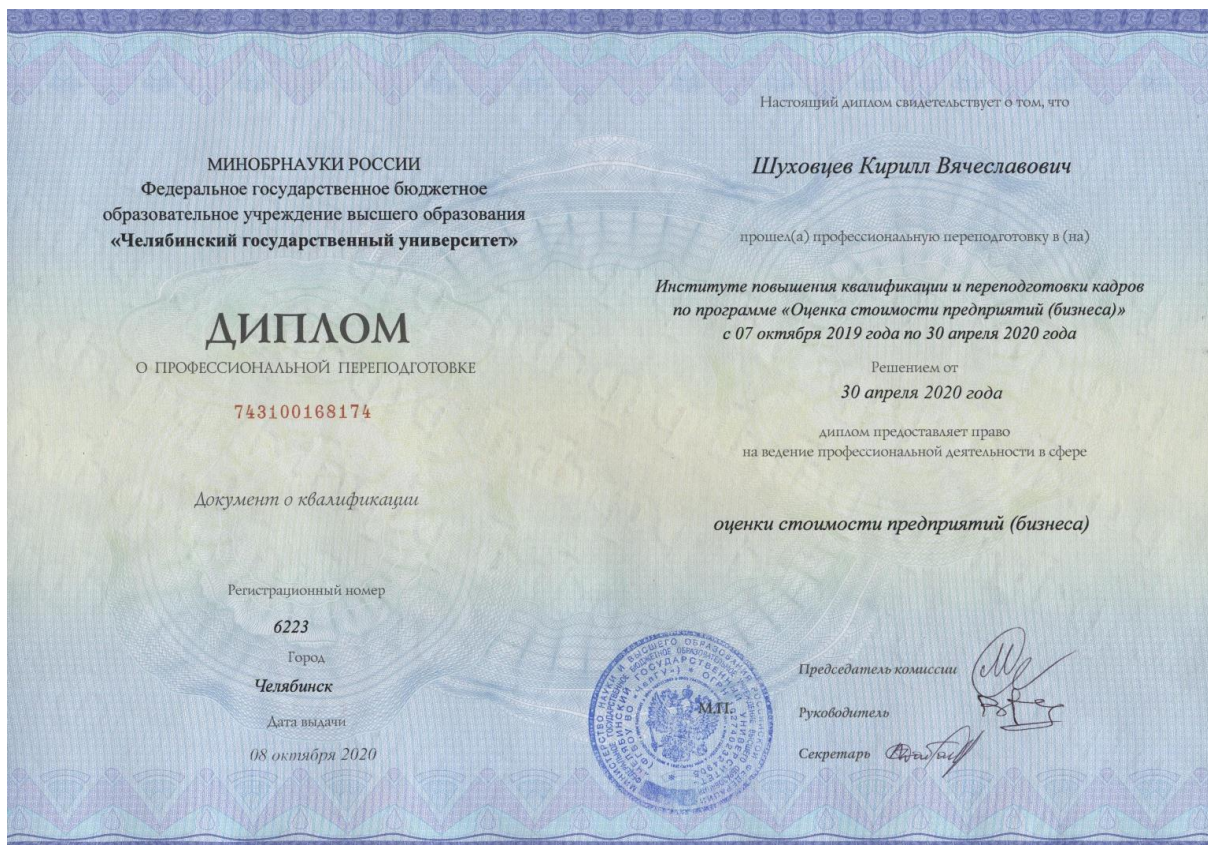 МИНОБРНАУКИ РОССИИ
Федеральное государственное бюджетное
образовательное учреждение высшего образования
«Челябинский государственный университет»
ДИПЛОМ
О ПРОФЕССИОНАЛЬНОЙ ПЕРЕПОДГОТОВКЕ
743100168174
Документ о квалификации
Регистрационный номер
6223
Город
Челябинск
Дата выдачи
08 октября 2020
Настоящий диплом свидетельствует о том, что
Шуховцев Кирилл Вячеславович
прошел(а) профессиональную переподготовку в (на)
Институте повышения квалификации и переподготовки кадров
по программе «Оценка стоимости предприятий (бизнеса)»
с 07 октября 2019 года по 30 апреля 2020 года
Решением от
30 апреля 2020 года
диплом предоставляет право
на ведение профессиональной деятельности в сфере
оценки стоимости предприятий (бизнеса)
М.П.
Председатель комиссии
Руководитель
Секретарь